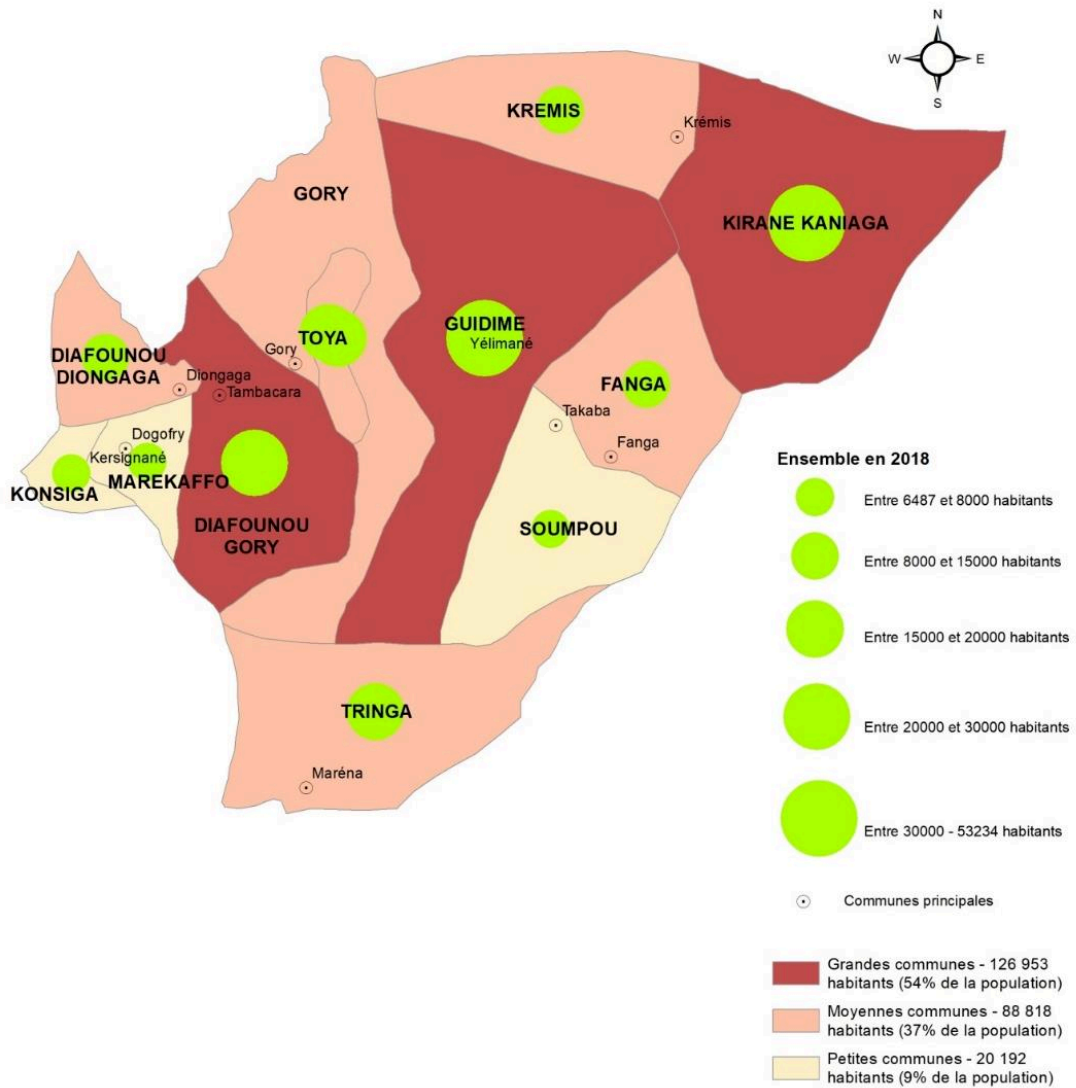 N
W
E
S
KREMIS
Krémis
GORY
KIRANE KANIAGA
GUIDIME
Yélimané
TOYA
Gory
DIAFOUNOU
DIONGAGA
Diongaga
Tambacara
FANGA
Takaba
Fanga
Dogofry
Kersignané
MAREKAFFO
KONSIGA
DIAFOUNOU
GORY
SOUMPOU
TRINGA
Maréna
Ensemble en 2018
Entre 6487 et 8000 habitants
Entre 8000 et 15000 habitants
Entre 15000 et 20000 habitants
Entre 20000 et 30000 habitants
Entre 30000 - 53234 habitants
Communes principales
Grandes communes - 126 953
habitants (54% de la population)
Moyennes communes - 88 818
habitants (37% de la population)
Petites communes - 20 192
habitants (9% de la population)